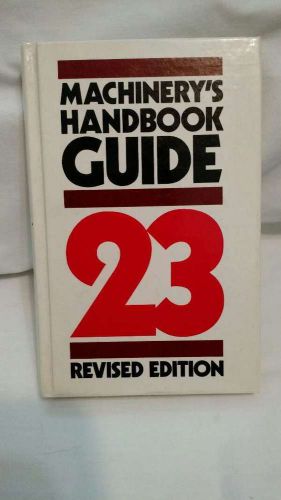 MACHINERY'S
HANDBOOK
GUIDE
23
REVISED EDITION